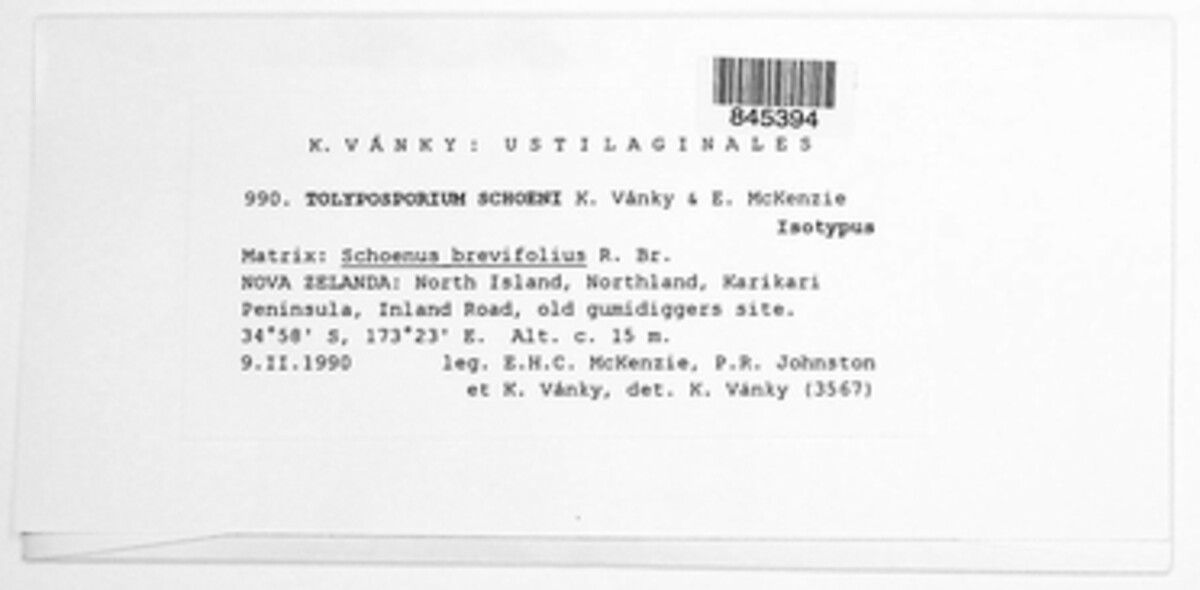 845394
K. VÁNKY: USTILAGINALES
990. TOLYPOSPORIUM SCHOENI K. Vánky & E. McKenzie
Isotypus
Matrix: Schoenus brevifolius R. Br.
NOVA ZELANDA: North Island, Northland, Karikari
Peninsula, Inland Road, old gumidiggers site.
34°58' S, 173°23' E. Alt. c. 15 m.
9.II.1990 leg. E.H.C. McKenzie, P.R. Johnston
et K. Vánky, det. K. Vánky (3567)